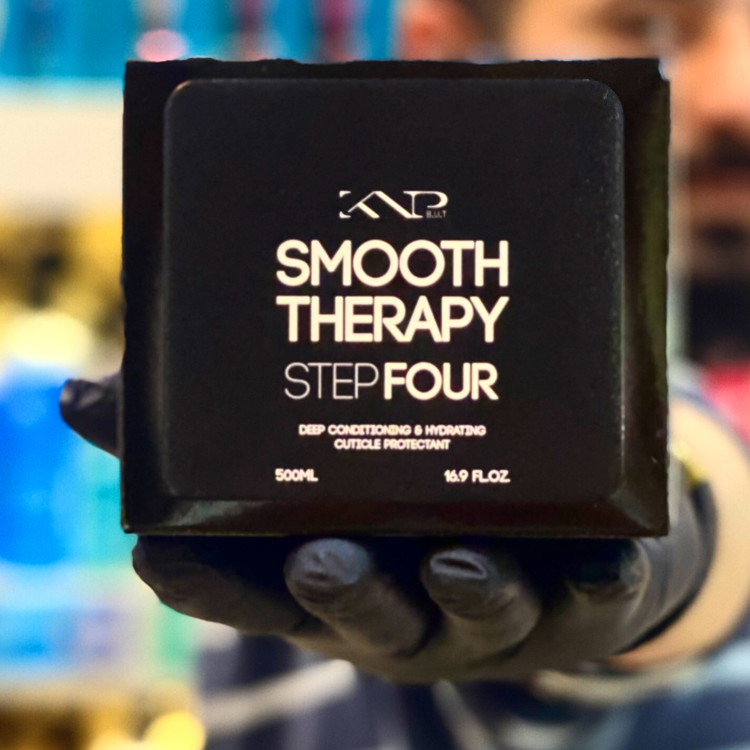 KNP
B.U.T
SMOOTH
THERAPY
STEP FOUR
DEEP CONDITIONING & HYDRATING
CUTICLE PROTECTANT
500ML 16.9 FL.OZ.